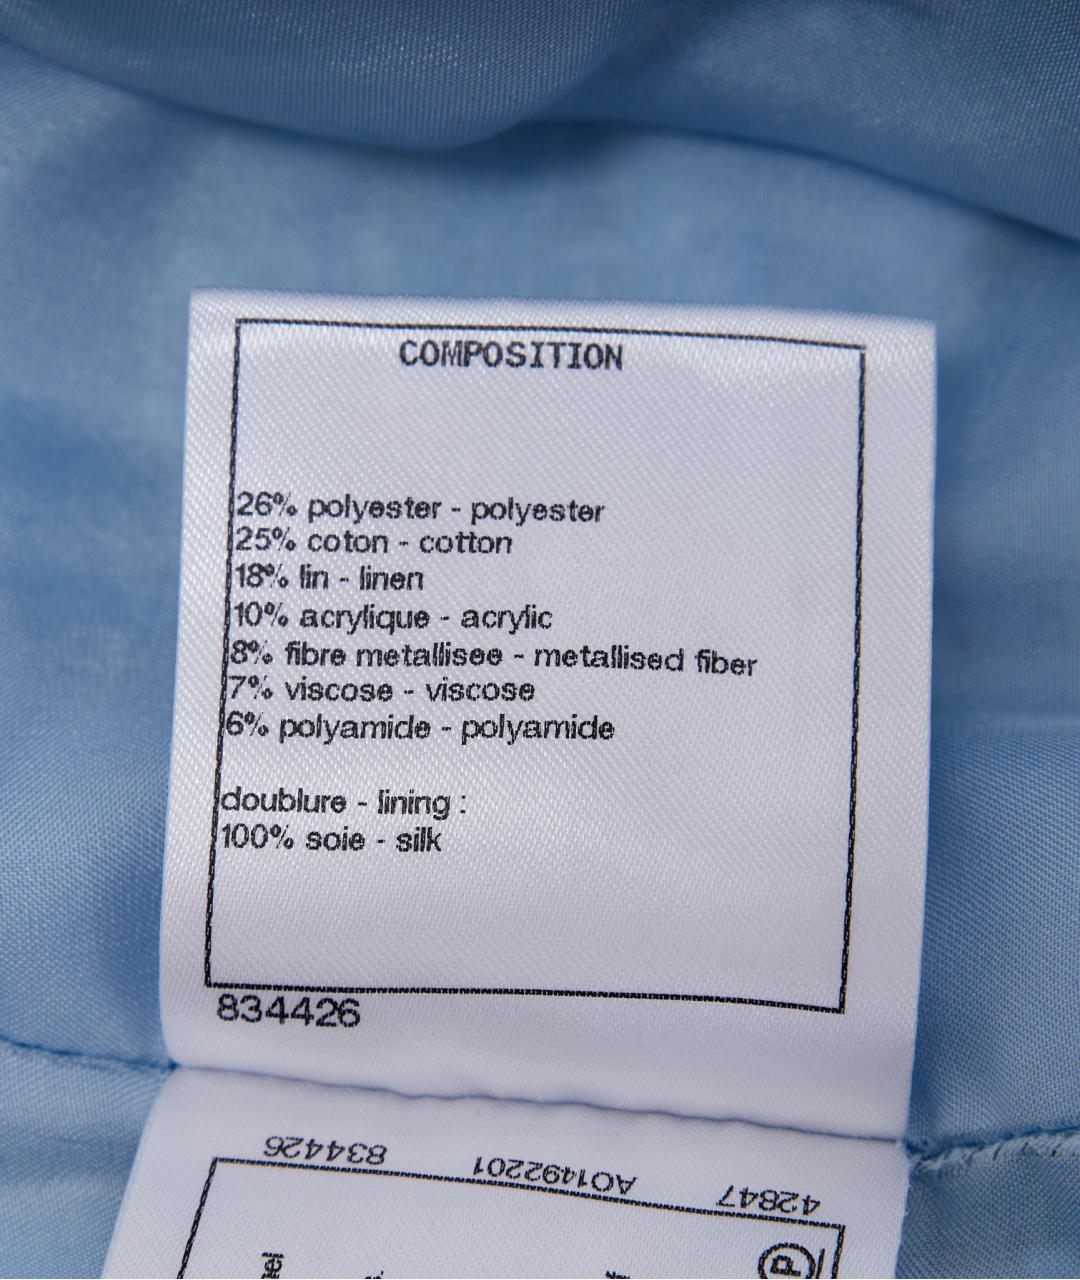 COMPOSITION
26% polyester - polyester
25% coton - cotton
18% lin - linen
10% acrylique - acrylic
8% fibre metallisee - metallised fiber
7% viscose - viscose
6% polyamide - polyamide
doublure - lining :
100% soie - silk
834426
42847 A01492201 834426
P